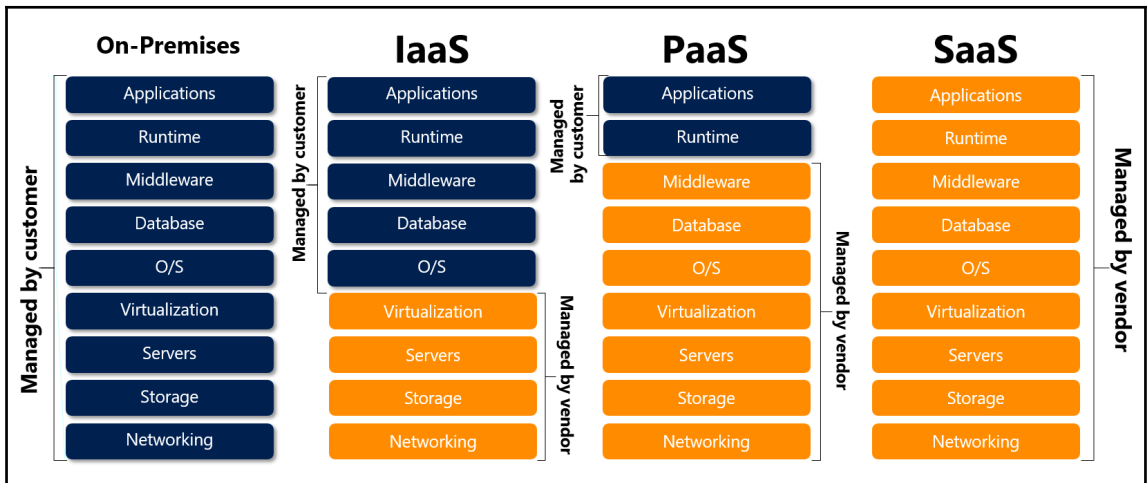 On-Premises
Applications
Runtime
Middleware
Database
O/S
Virtualization
Servers
Storage
Networking
Managed by customer
IaaS
Applications
Runtime
Middleware
Database
O/S
Virtualization
Servers
Storage
Networking
Managed by customer
Managed by vendor
PaaS
Applications
Runtime
Middleware
Database
O/S
Virtualization
Servers
Storage
Networking
Managed
by customer
Managed by vendor
SaaS
Applications
Runtime
Middleware
Database
O/S
Virtualization
Servers
Storage
Networking
Managed by vendor